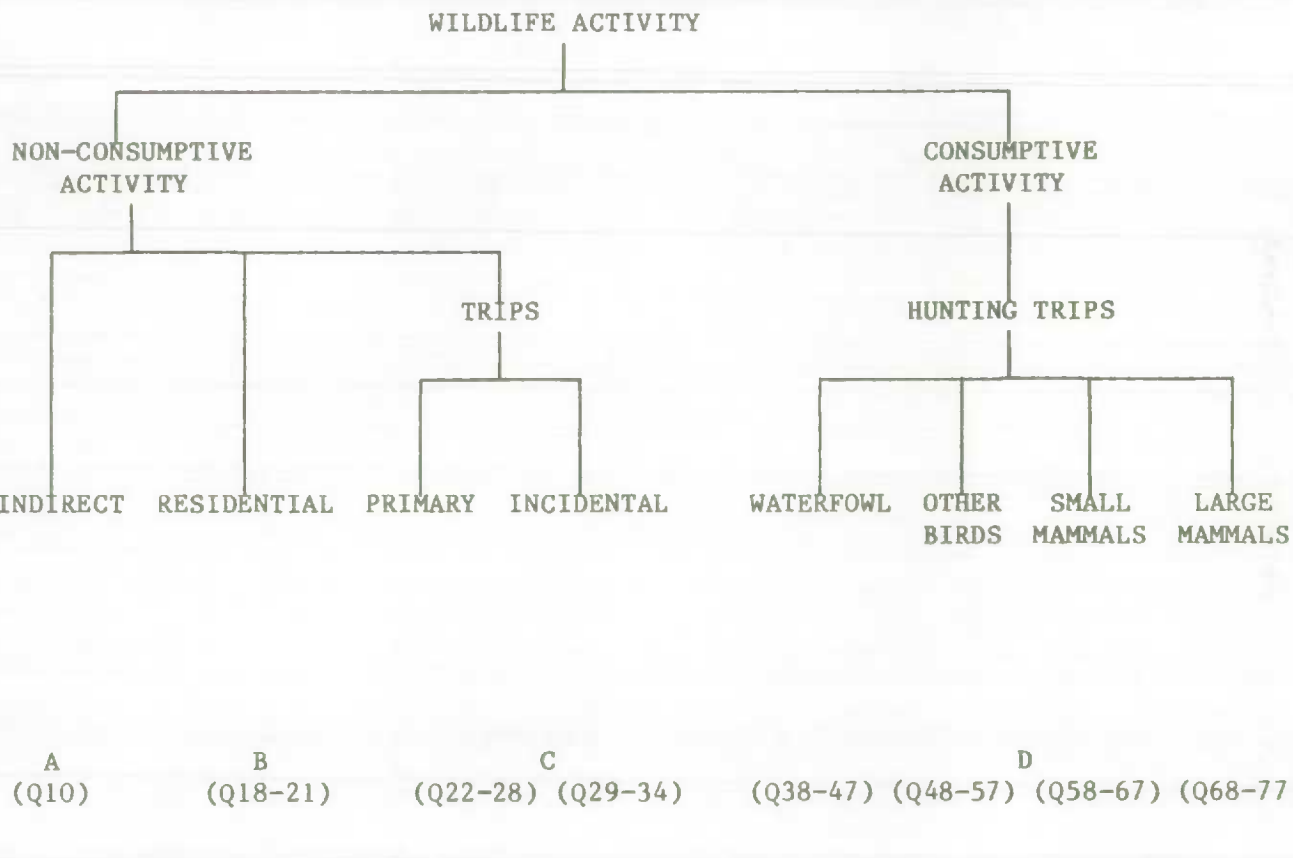 WILDLIFE ACTIVITY
NON-CONSUMPTIVE
ACTIVITY
CONSUMPTIVE
ACTIVITY
TRIPS
HUNTING TRIPS
INDIRECT RESIDENTIAL PRIMARY INCIDENTAL WATERFOWL OTHER BIRDS SMALL MAMMALS LARGE MAMMALS
A B C D
(Q10) (Q18-21) (Q22-28) (Q29-34) (Q38-47) (Q48-57) (Q58-67) (Q68-77